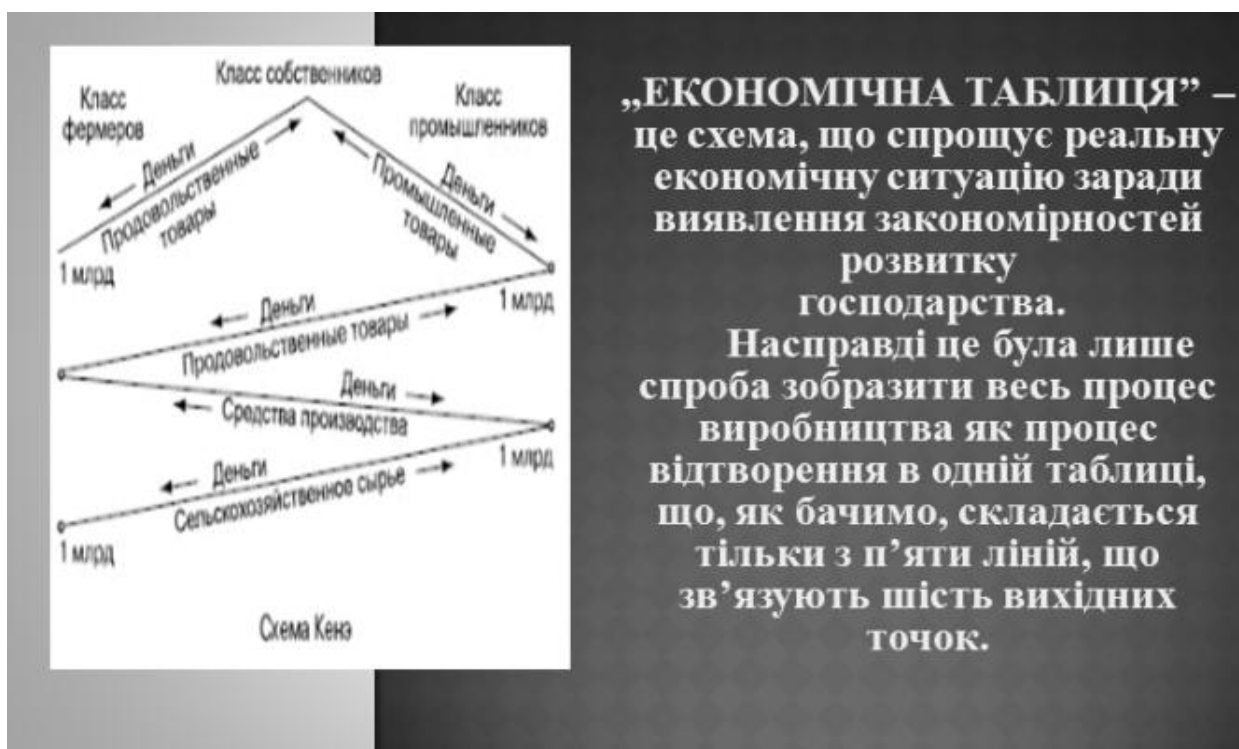 Класс собственников
Класс
фермеров
Класс
промышленников
Деньги
Продовольственные
товары
Деньги
Промышленные
товары
1 млрд
Деньги
1 млрд
Продовольственные товары
Деньги
Средства производства
Деньги
1 млрд
Сельскохозяйственное сырье
1 млрд
Схема Кенэ
„ЕКОНОМІЧНА ТАБЛИЦЯ” –
це схема, що спрощує реальну
економічну ситуацію заради
виявлення закономірностей
розвитку
господарства.
Насправді це була лише
спроба зобразити весь процес
виробництва як процес
відтворення в одній таблиці,
що, як бачимо, складається
тільки з п’яти ліній, що
зв’язують шість вихідних
точок.